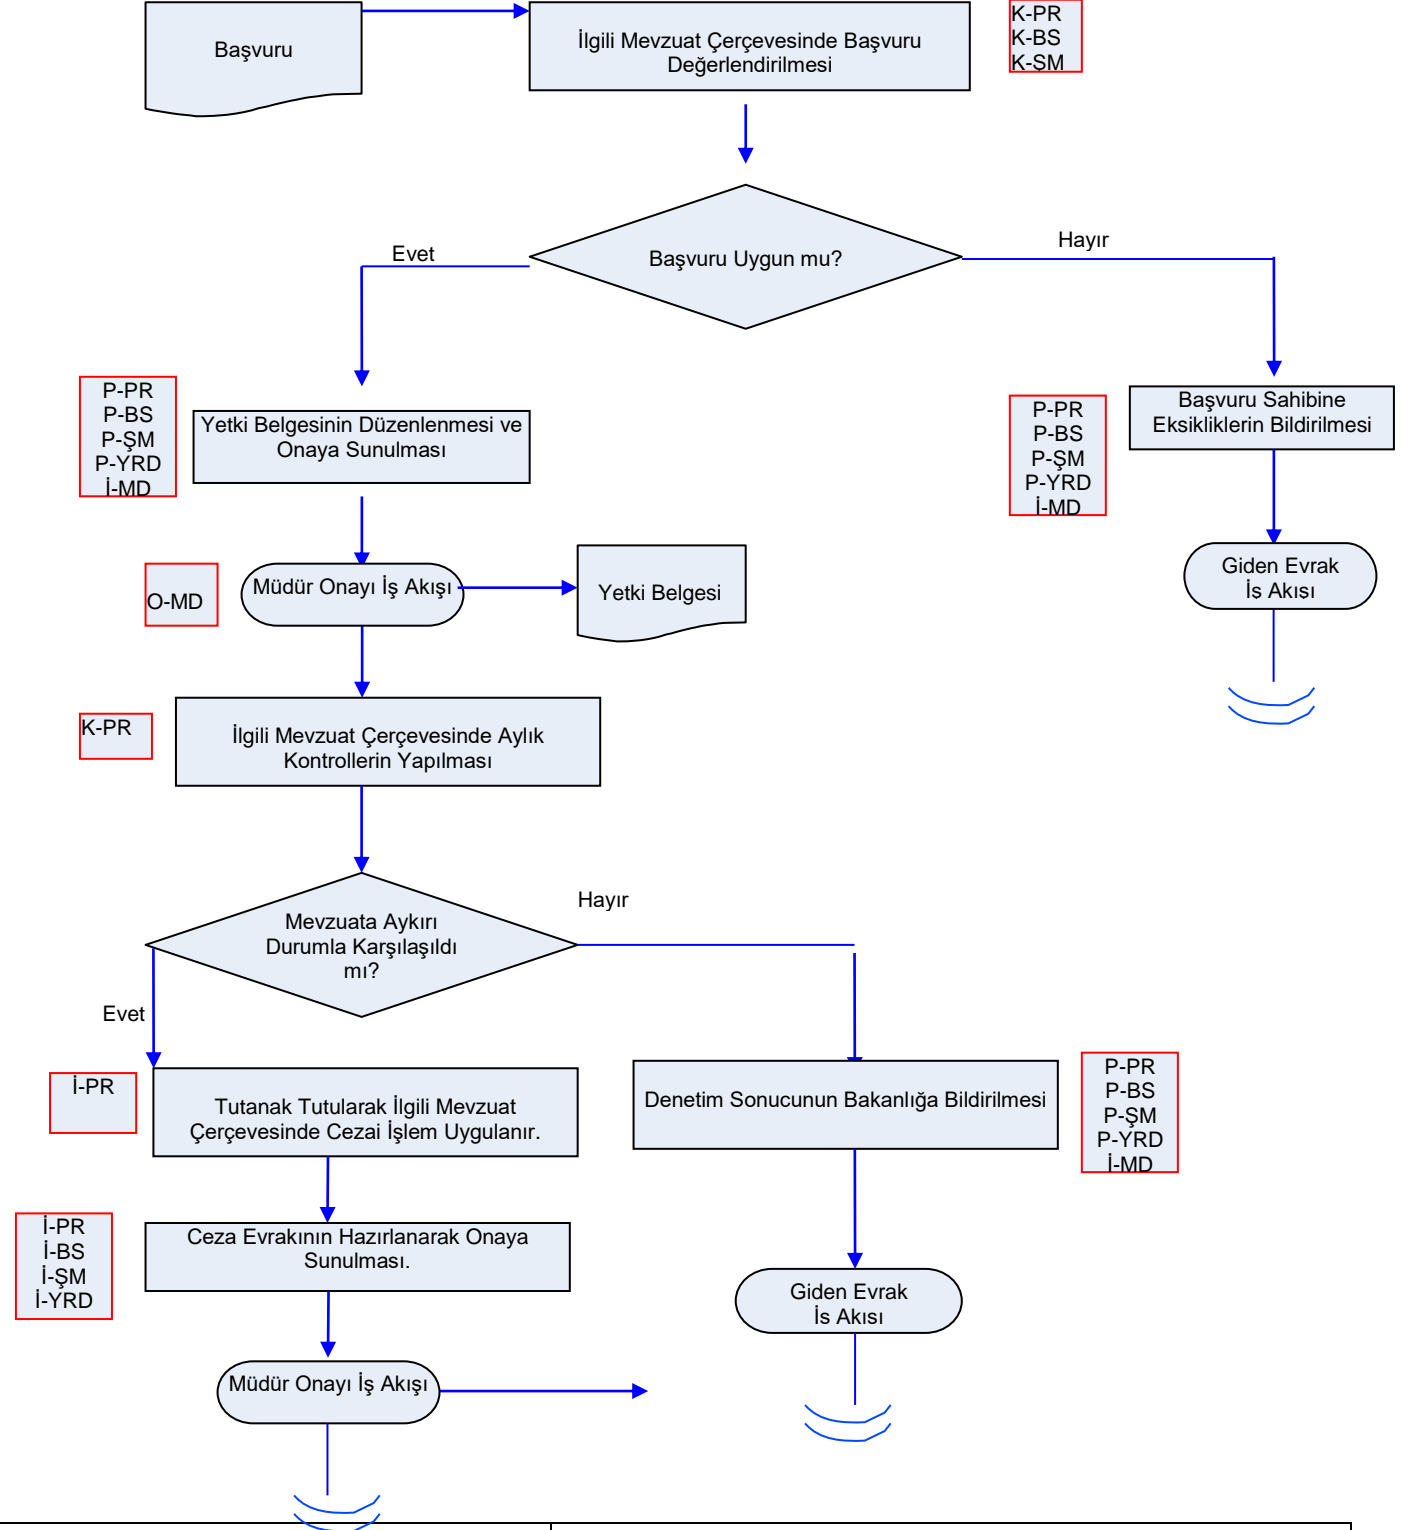 Başvuru
İlgili Mevzuat Çerçevesinde Başvuru
Değerlendirilmesi
K-PR
K-BS
K-ŞM
Başvuru Uygun mu?
Evet
Hayır
P-PR
P-BS
P-ŞM
P-YRD
İ-MD
Yetki Belgesinin Düzenlenmesi ve
Onaya Sunulması
P-PR
P-BS
P-ŞM
P-YRD
İ-MD
Başvuru Sahibine
Eksikliklerin Bildirilmesi
O-MD
Müdür Onayı İş Akışı
Yetki Belgesi
Giden Evrak
İş Akışı
K-PR
İlgili Mevzuat Çerçevesinde Aylık
Kontrollerin Yapılması
Mevzuata Aykırı
Durumla Karşılaşıldı
mı?
Hayır
Evet
İ-PR
Tutanak Tutularak İlgili Mevzuat
Çerçevesinde Cezai İşlem Uygulanır.
Denetim Sonucunun Bakanlığa Bildirilmesi
P-PR
P-BS
P-ŞM
P-YRD
İ-MD
İ-PR
İ-BS
İ-ŞM
İ-YRD
Ceza Evrakının Hazırlanarak Onaya
Sunulması.
Giden Evrak
İş Akışı
Müdür Onayı İş Akışı